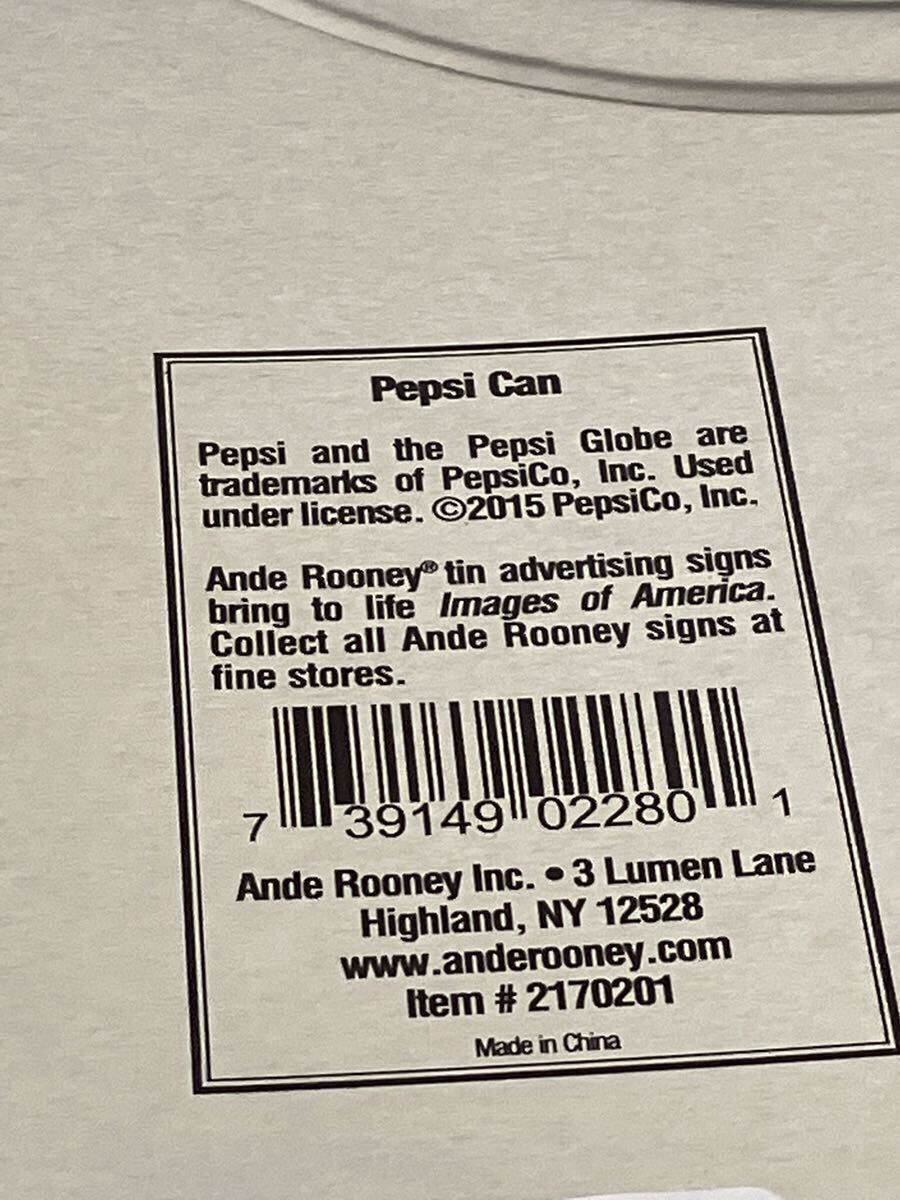 Pepsi Can
Pepsi and the Pepsi Globe are
trademarks of PepsiCo, Inc. Used
under license. ©2015 PepsiCo, Inc.
Ande Rooney® tin advertising signs
bring to life Images of America.
Collect all Ande Rooney signs at
fine stores.
7 39149 02280 1
Ande Rooney Inc. • 3 Lumen Lane
Highland, NY 12528
www.anderooney.com
Item # 2170201
Made in China